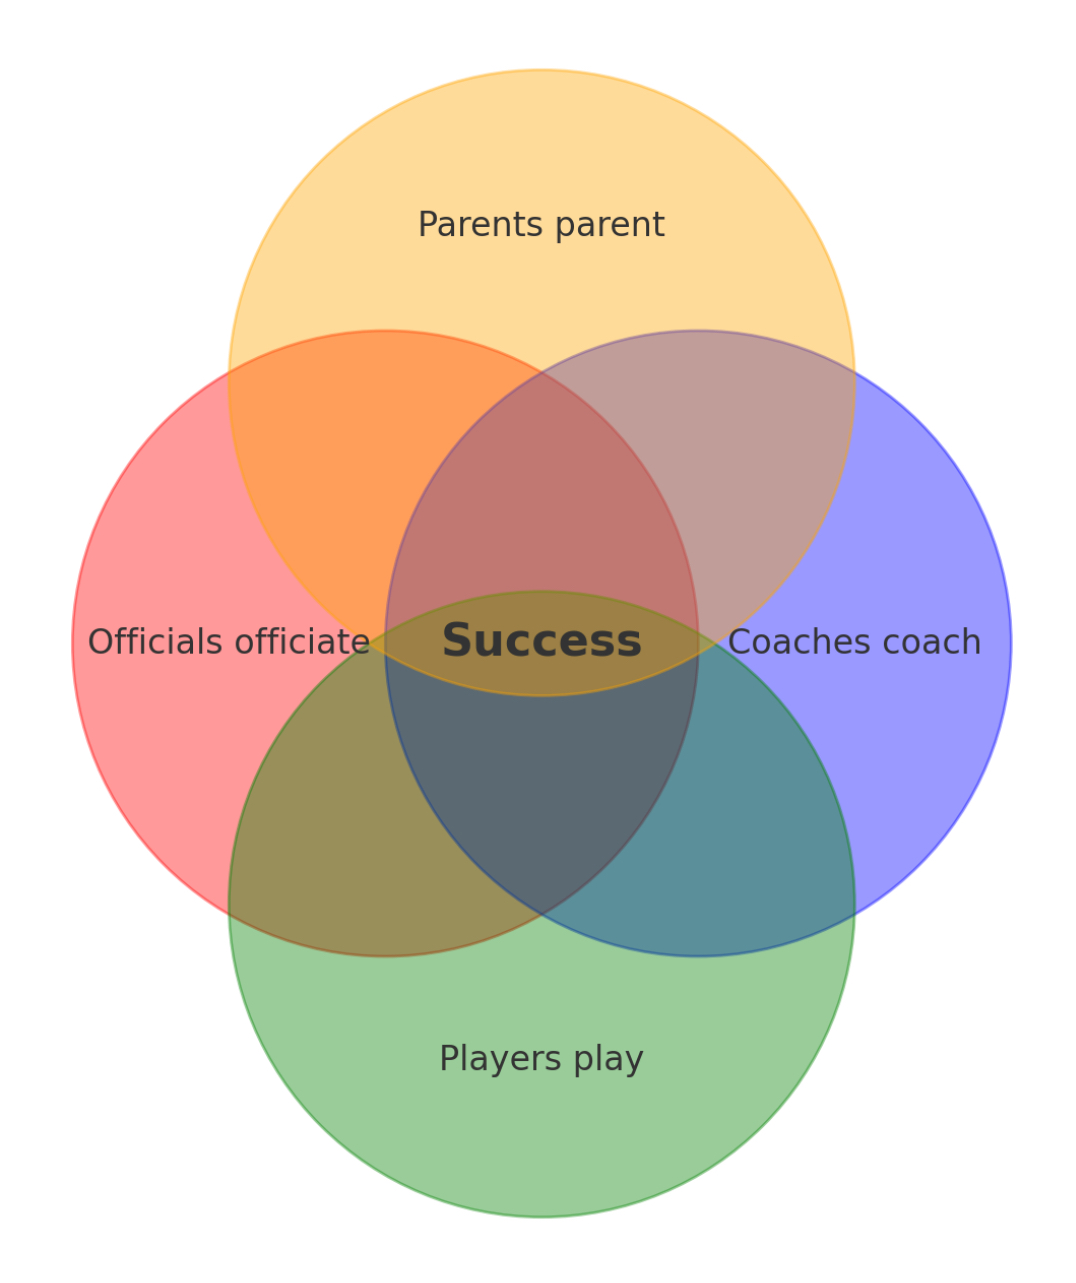 Parents parent
Officials officiate
Success
Coaches coach
Players play